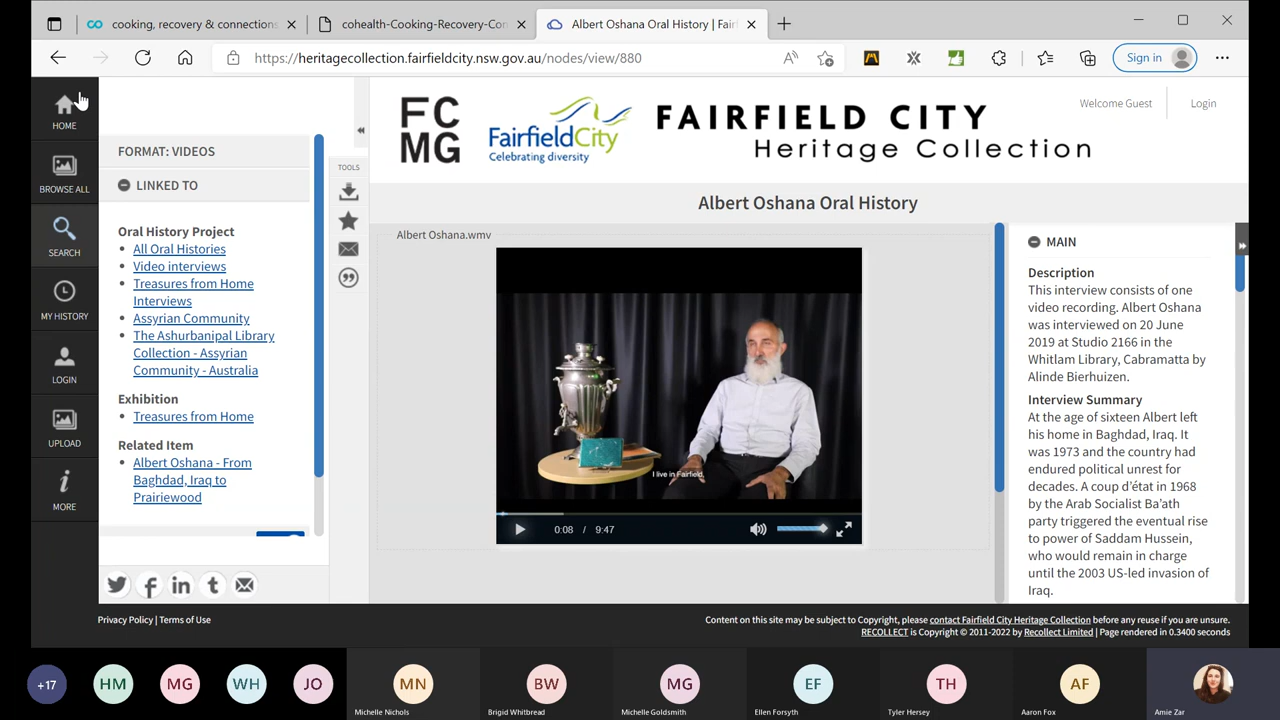 cooking, recovery & connections
cohealth-Cooking-Recovery-Con
Albert Oshana Oral History | Fair
https://heritagecollection.fairfieldcity.nsw.gov.au/nodes/view/880
Sign in
HOME
BROWSE ALL
SEARCH
MY HISTORY
LOGIN
UPLOAD
MORE
FORMAT: VIDEOS
LINKED TO
Oral History Project
All Oral Histories
Video interviews
Treasures from Home
Interviews
Assyrian Community
The Ashurbanipal Library
Collection - Assyrian
Community - Australia
Exhibition
Treasures from Home
Related Item
Albert Oshana - From
Baghdad, Iraq to
Prairiewood
TOOLS
FC
MG
FairfieldCity
Celebrating diversity
FAIRFIELD CITY
Heritage Collection
Welcome Guest
Login
Albert Oshana Oral History
Albert Oshana.wmv
I live in Fairfield,
0:08 / 9:47
MAIN
Description
This interview consists of one
video recording. Albert Oshana
was interviewed on 20 June
2019 at Studio 2166 in the
Whitlam Library, Cabramatta by
Alinde Bierhuizen.
Interview Summary
At the age of sixteen Albert left
his home in Baghdad, Iraq. It
was 1973 and the country had
endured political unrest for
decades. A coup d’état in 1968
by the Arab Socialist Ba’ath
party triggered the eventual rise
to power of Saddam Hussein,
who would remain in charge
until the 2003 US-led invasion of
Iraq.
Privacy Policy | Terms of Use
Content on this site may be subject to Copyright, please contact Fairfield City Heritage Collection before any reuse if you are unsure.
RECOLLECT is Copyright © 2011-2022 by Recollect Limited | Page rendered in 0.3400 seconds
+17
HM
MG
WH
JO
MN
Michelle Nichols
BW
Brigid Whitbread
MG
Michelle Goldsmith
EF
Ellen Forsyth
TH
Tyler Hersey
AF
Aaron Fox
Amie Zar